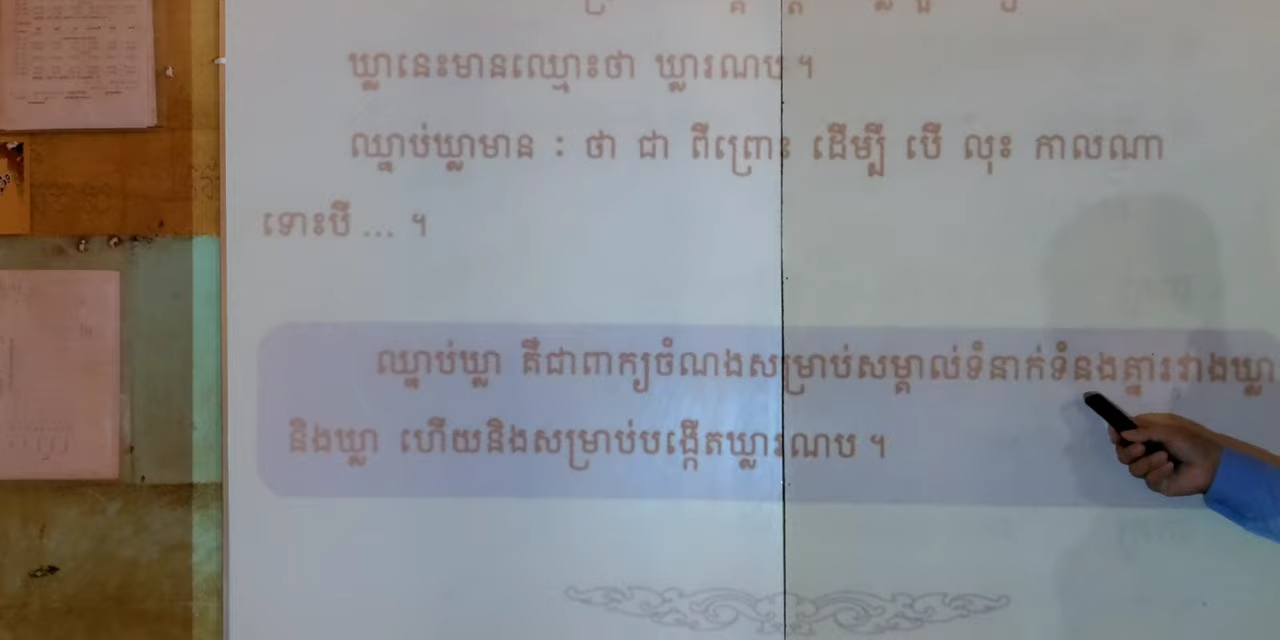 ឃ្លានេះមានឈ្មោះថា ឃ្លារណប ។
ឈ្នាប់ឃ្លាមាន ៖ ថា ជា ពីព្រោះ ដើម្បី បើ លុះ កាលណា
ទោះបី ... ។
ឈ្នាប់ឃ្លា គឺជាពាក្យចំណងសម្រាប់សម្គាល់ទំនាក់ទំនងគ្នារវាងឃ្លា
និងឃ្លា ហើយនិងសម្រាប់បង្កើតឃ្លារណប ។